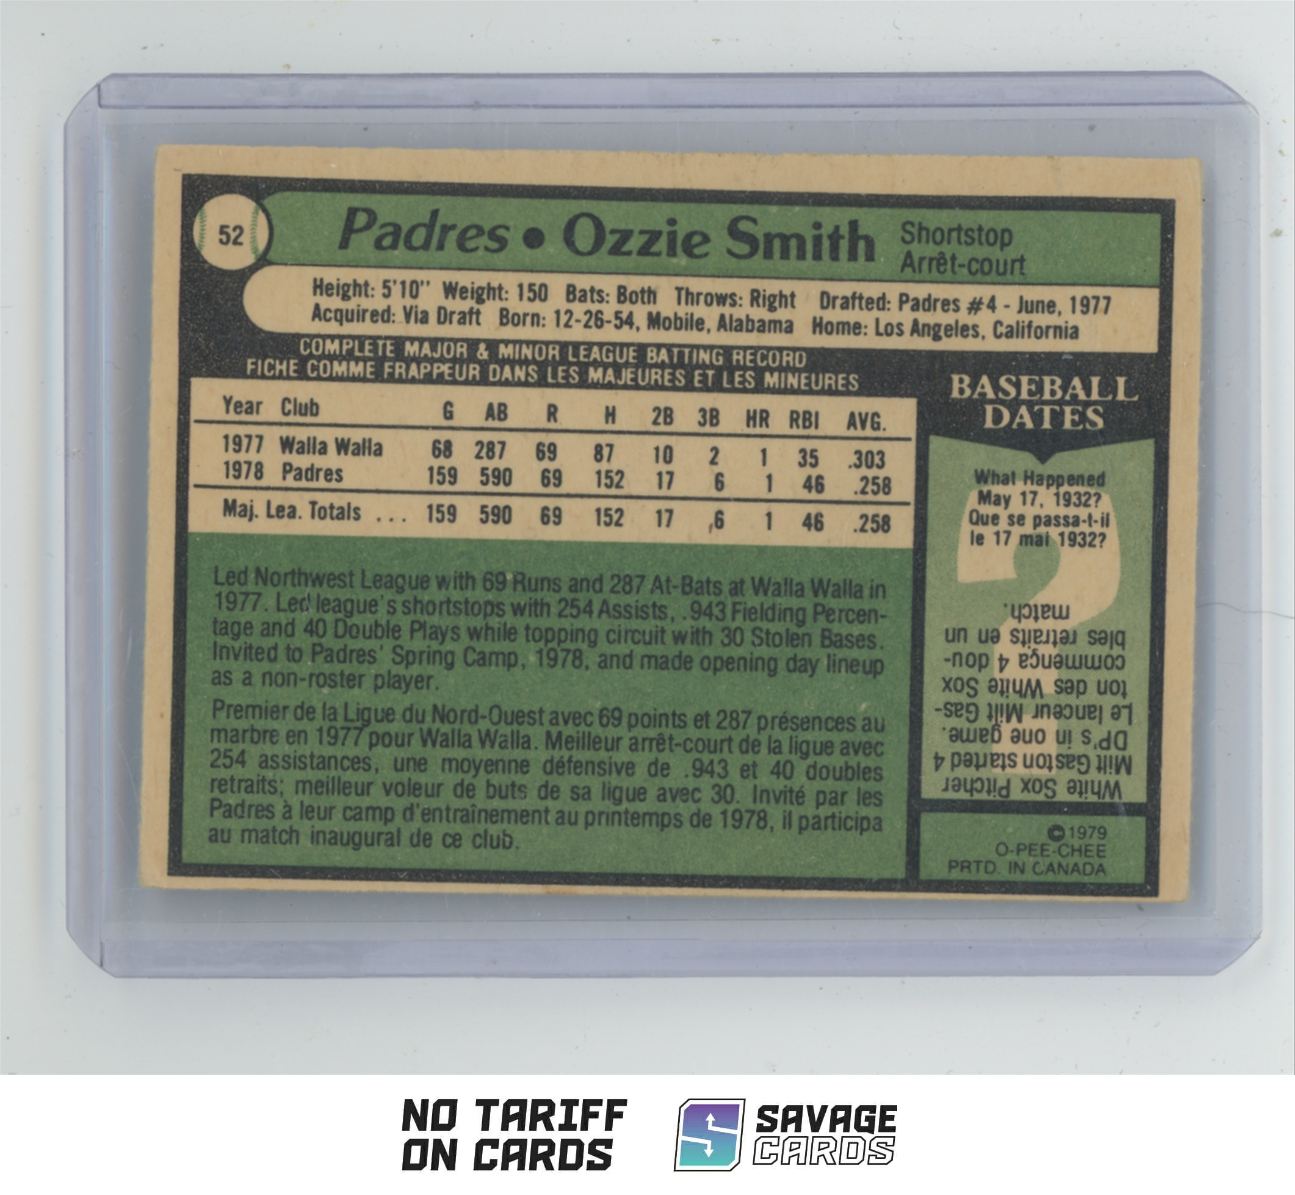 52
Padres • Ozzie Smith
Shortstop
Arrêt-court
Height: 5'10" Weight: 150 Bats: Both Throws: Right Drafted: Padres #4 - June, 1977
Acquired: Via Draft Born: 12-26-54, Mobile, Alabama Home: Los Angeles, California
COMPLETE MAJOR & MINOR LEAGUE BATTING RECORD
FICHE COMME FRAPPEUR DANS LES MAJEURES ET LES MINEURES
Year Club G AB R H 2B 3B HR RBI AVG.
1977 Walla Walla 68 287 69 87 10 2 1 35 .303
1978 Padres 159 590 69 152 17 6 1 46 .258
Maj. Lea. Totals ... 159 590 69 152 17 6 1 46 .258
Led Northwest League with 69 Runs and 287 At-Bats at Walla Walla in
1977. Led league's shortstops with 254 Assists, .943 Fielding Percen-
tage and 40 Double Plays while topping circuit with 30 Stolen Bases.
Invited to Padres' Spring Camp, 1978, and made opening day lineup
as a non-roster player.
Premier de la Ligue du Nord-Ouest avec 69 points et 287 présences au
marbre en 1977 pour Walla Walla. Meilleur arrêt-court de la ligue avec
254 assistances, une moyenne défensive de .943 et 40 doubles
retraits; meilleur voleur de buts de sa ligue avec 30. Invité par les
Padres à leur camp d'entraînement au printemps de 1978, il participa
au match inaugural de ce club.
BASEBALL
DATES
What Happened
May 17, 1932?
Que se passa-t-il
le 17 mai 1932?
White Sox Pitcher
Milt Gaston started 4
DP's in one game.
Le lanceur Milt Gas-
ton des White Sox
commença 4 dou-
bles retraits en un
match.
©1979
O-PEE-CHEE
PRTD. IN CANADA
NO TARIFF
ON CARDS
SAVAGE
CARDS